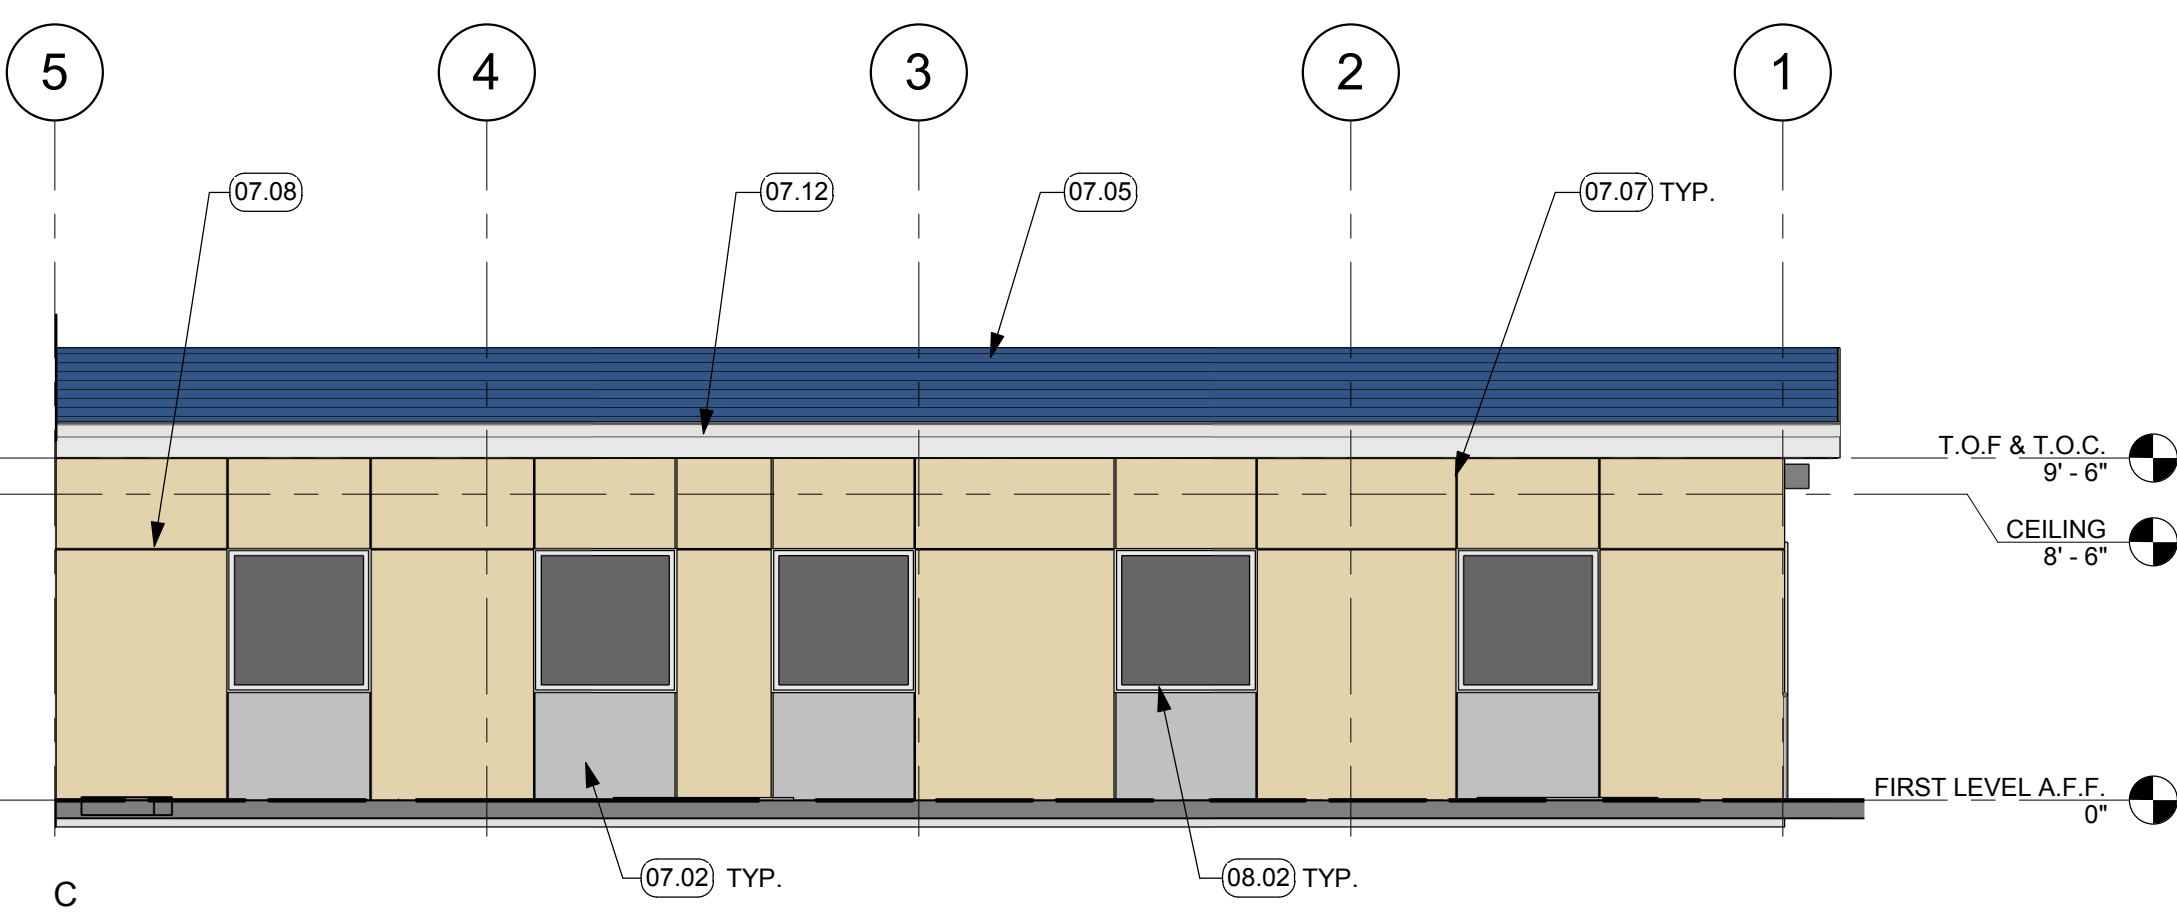 5 4 3 2 1
07.08 07.12 07.05 07.07 TYP.
T.O.F & T.O.C.
9' - 6"
CEILING
8' - 6"
FIRST LEVEL A.F.F.
0"
07.02 TYP. 08.02 TYP.
C